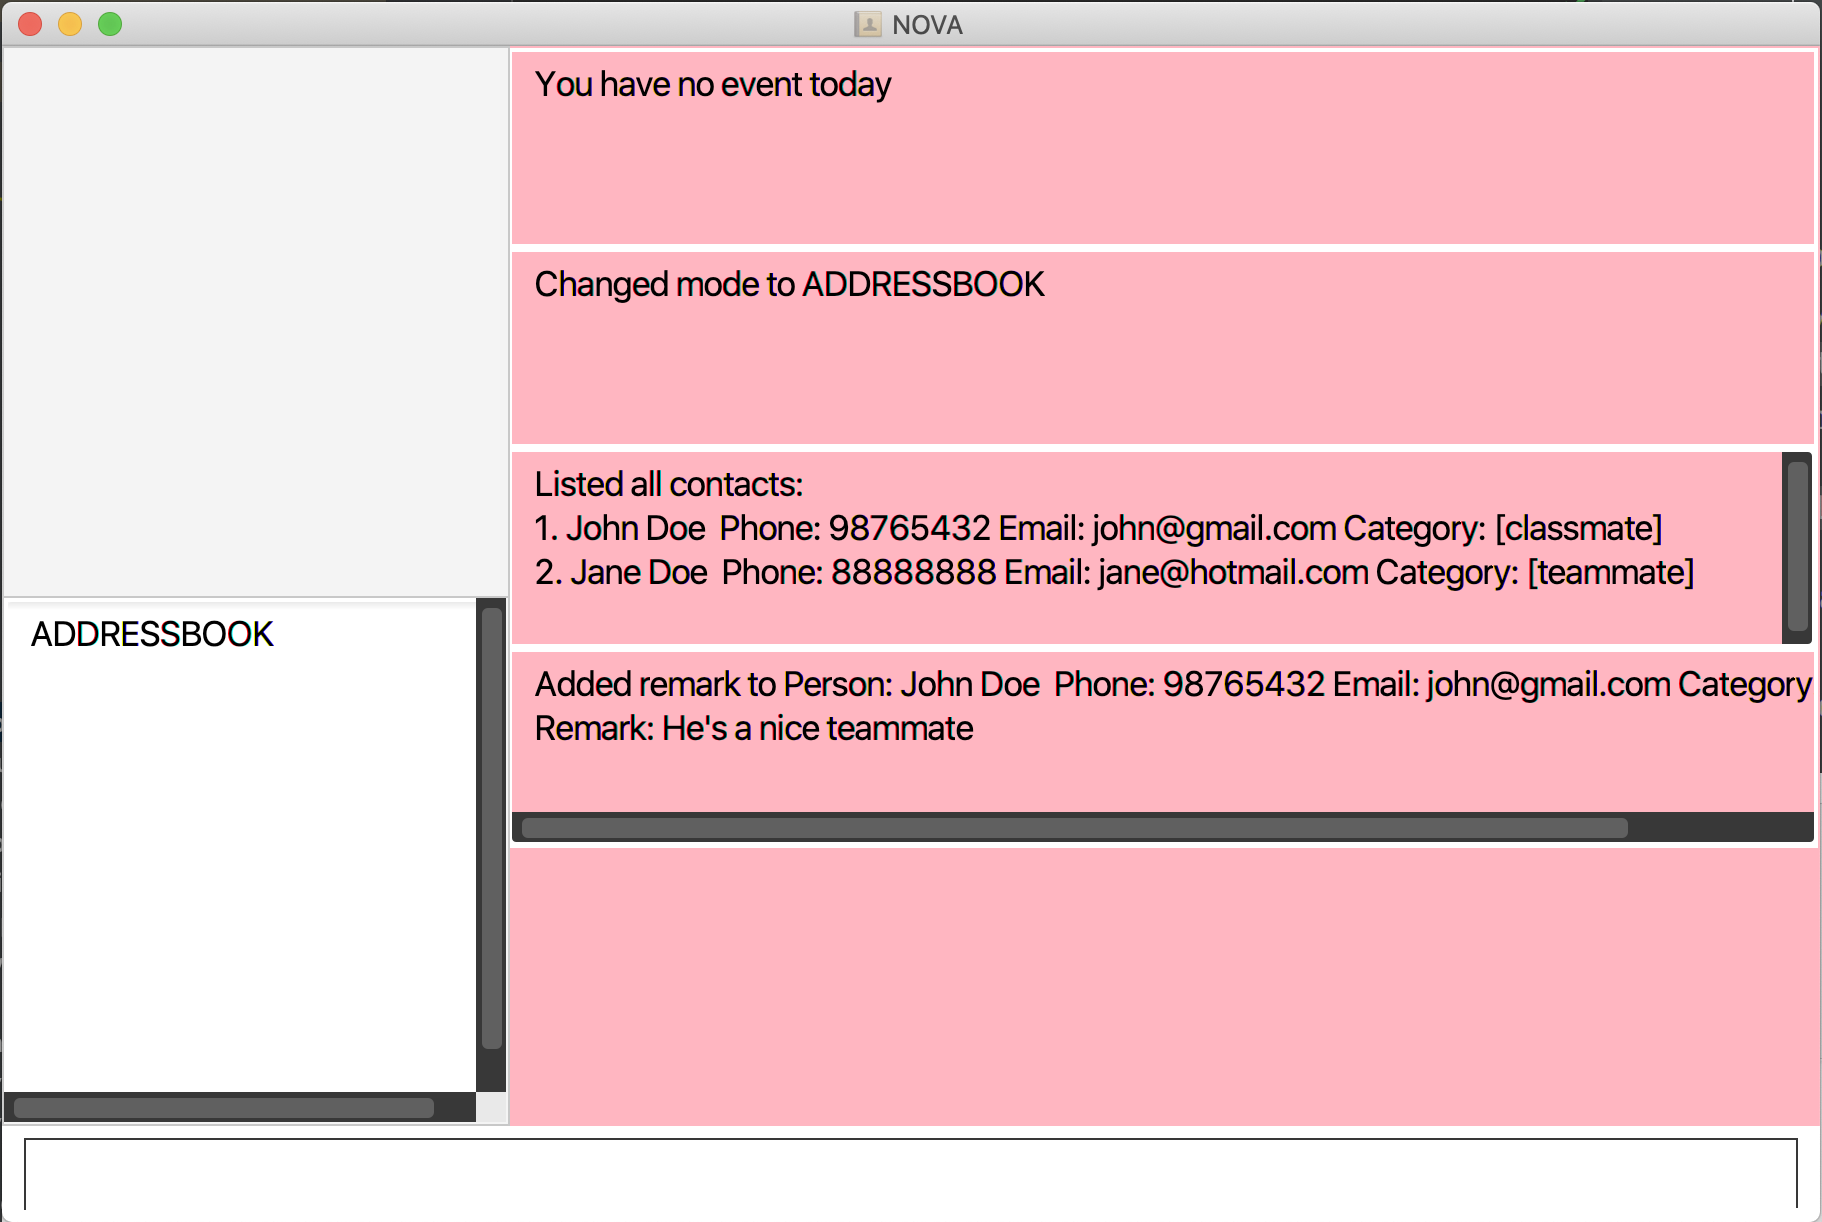 NOVA
You have no event today
Changed mode to ADDRESSBOOK
Listed all contacts:
1. John Doe  Phone: 98765432 Email: john@gmail.com Category: [classmate]
2. Jane Doe  Phone: 88888888 Email: jane@hotmail.com Category: [teammate]
ADDRESSBOOK
Added remark to Person: John Doe  Phone: 98765432 Email: john@gmail.com Category
Remark: He's a nice teammate